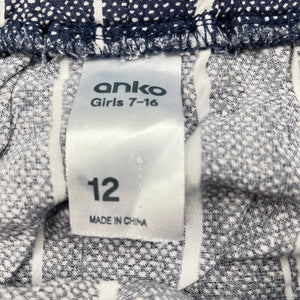 anko
Girls 7-16
12
MADE IN CHINA